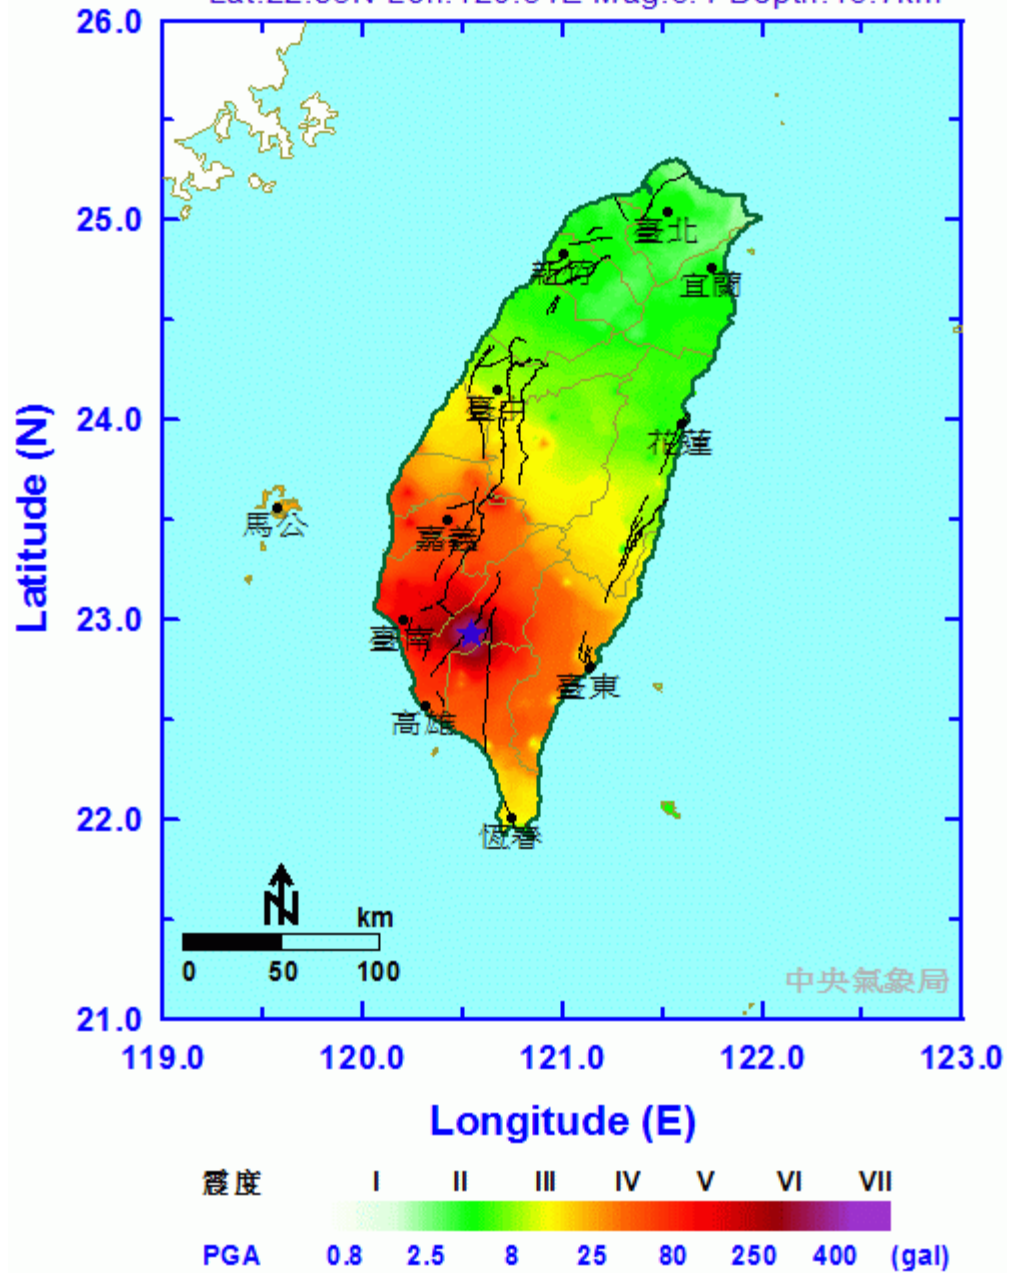 26.0
25.0
臺北
新竹
宜蘭
24.0
臺中
花蓮
馬公
嘉義
23.0
臺南
臺東
高雄
22.0
恆春
N
km
0 50 100
中央氣象局
21.0
119.0 120.0 121.0 122.0 123.0
Latitude (N)
Longitude (E)
震度 I II III IV V VI VII
PGA 0.8 2.5 8 25 80 250 400 (gal)